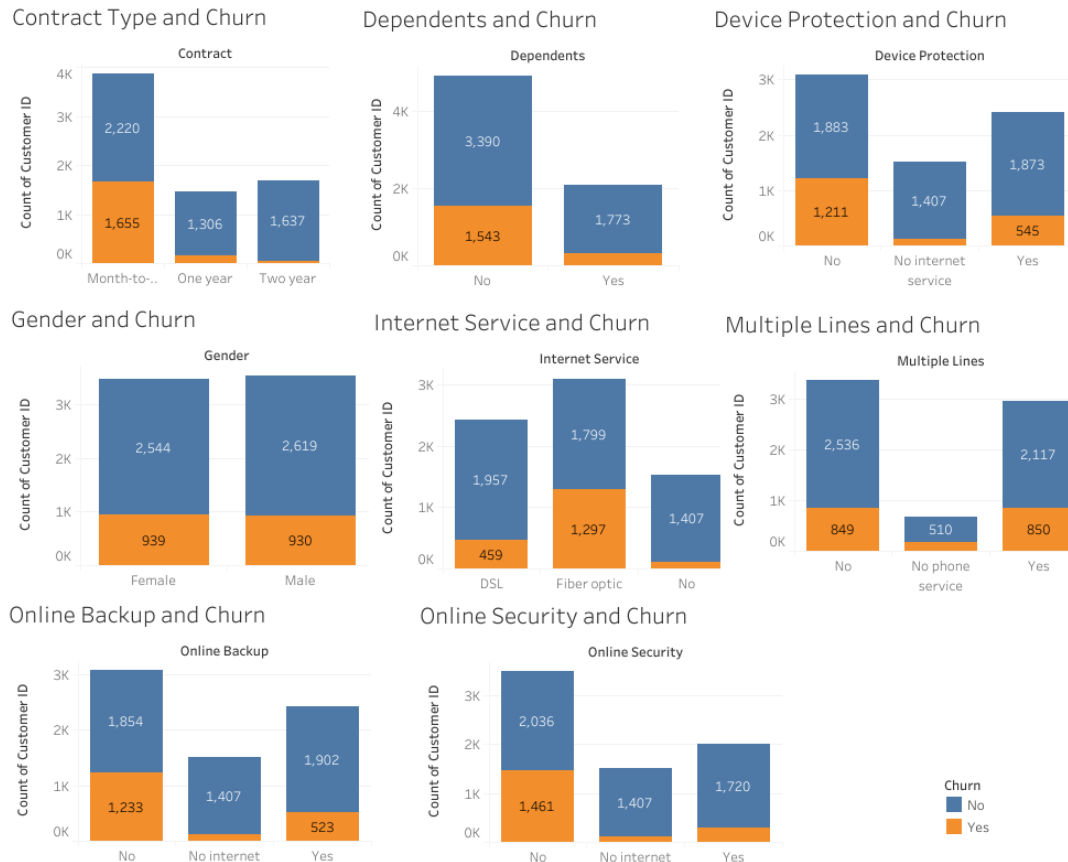 Contract Type and Churn
Contract
Count of Customer ID
4K
3K
2K
1K
0K
2,220
1,655
1,306
1,637
Month-to-..
One year
Two year
Dependents and Churn
Dependents
Count of Customer ID
4K
2K
0K
3,390
1,543
1,773
No
Yes
Device Protection and Churn
Device Protection
Count of Customer ID
3K
2K
1K
0K
1,883
1,211
1,407
1,873
545
No
No internet
service
Yes
Gender and Churn
Gender
Count of Customer ID
3K
2K
1K
0K
2,544
939
2,619
930
Female
Male
Internet Service and Churn
Internet Service
Count of Customer ID
3K
2K
1K
0K
1,957
459
1,799
1,297
1,407
DSL
Fiber optic
No
Multiple Lines and Churn
Multiple Lines
Count of Customer ID
3K
2K
1K
0K
2,536
849
510
2,117
850
No
No phone
service
Yes
Online Backup and Churn
Online Backup
Count of Customer ID
3K
2K
1K
0K
1,854
1,233
1,407
1,902
523
No
No internet
Yes
Online Security and Churn
Online Security
Count of Customer ID
3K
2K
1K
0K
2,036
1,461
1,407
1,720
No
No internet
Yes
Churn
No
Yes